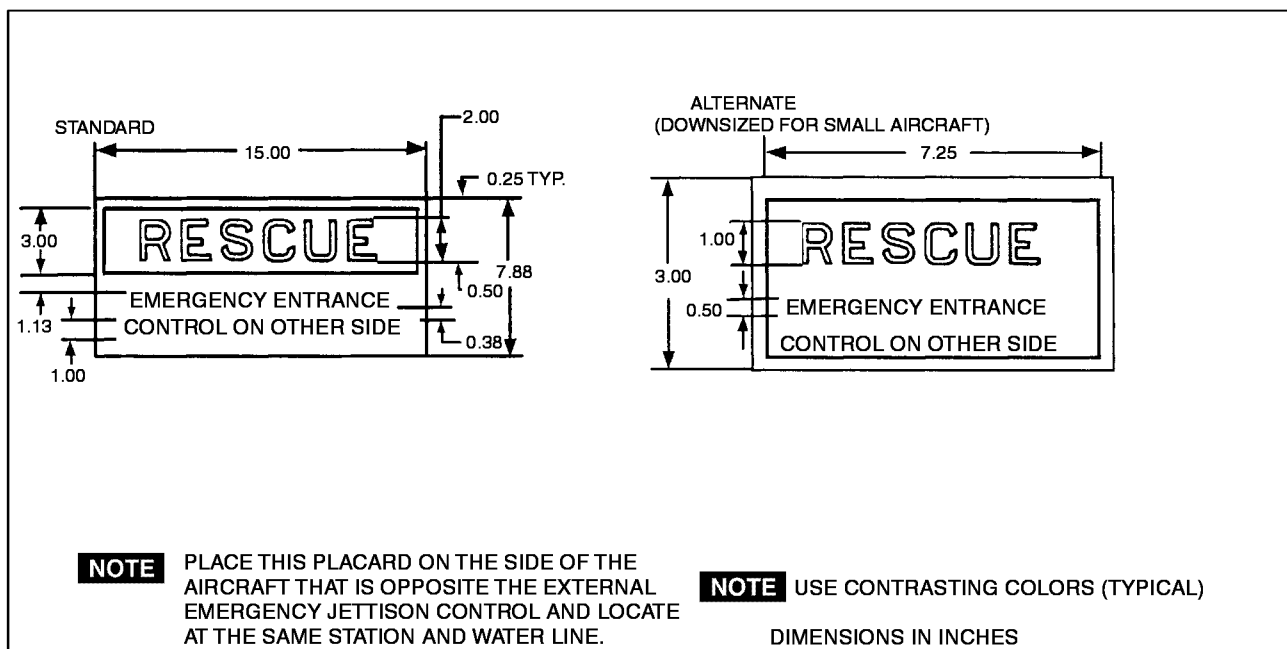 STANDARD
15.00
2.00
0.25 TYP.
3.00
RESCUE
7.88
0.50
1.13
EMERGENCY ENTRANCE
CONTROL ON OTHER SIDE
0.38
1.00
ALTERNATE
(DOWNSIZED FOR SMALL AIRCRAFT)
7.25
1.00
RESCUE
3.00
0.50
EMERGENCY ENTRANCE
CONTROL ON OTHER SIDE
NOTE PLACE THIS PLACARD ON THE SIDE OF THE
AIRCRAFT THAT IS OPPOSITE THE EXTERNAL
EMERGENCY JETTISON CONTROL AND LOCATE
AT THE SAME STATION AND WATER LINE.
NOTE USE CONTRASTING COLORS (TYPICAL)
DIMENSIONS IN INCHES